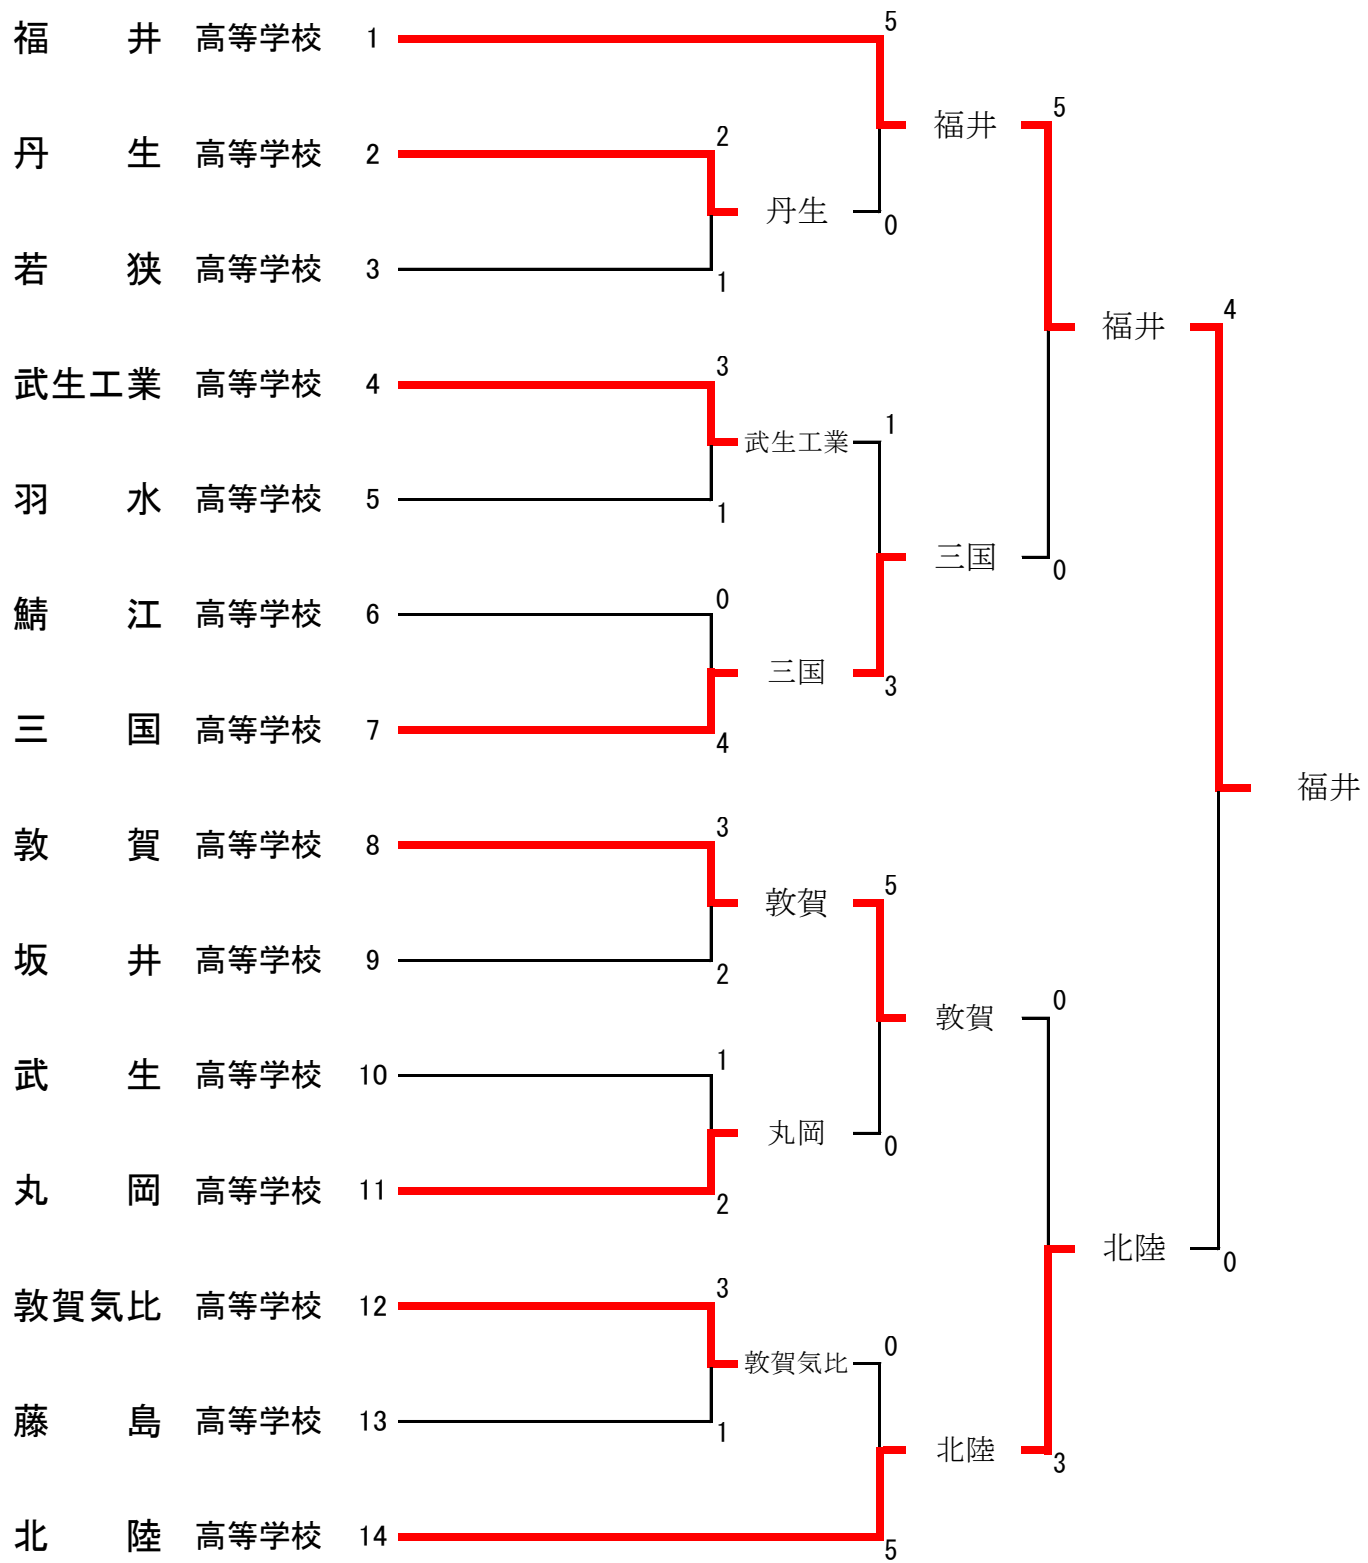 福井 高等学校 1
5
福井
5
丹生 高等学校 2
2
丹生
0
若狭 高等学校 3
1
福井
4
武生工業 高等学校 4
3
武生工業
1
羽水 高等学校 5
1
三国
0
鯖江 高等学校 6
0
三国
3
三国 高等学校 7
4
福井
敦賀 高等学校 8
3
敦賀
5
坂井 高等学校 9
2
敦賀
0
武生 高等学校 10
1
丸岡
0
丸岡 高等学校 11
2
北陸
0
敦賀気比 高等学校 12
3
敦賀気比
0
藤島 高等学校 13
1
北陸
3
北陸 高等学校 14
5